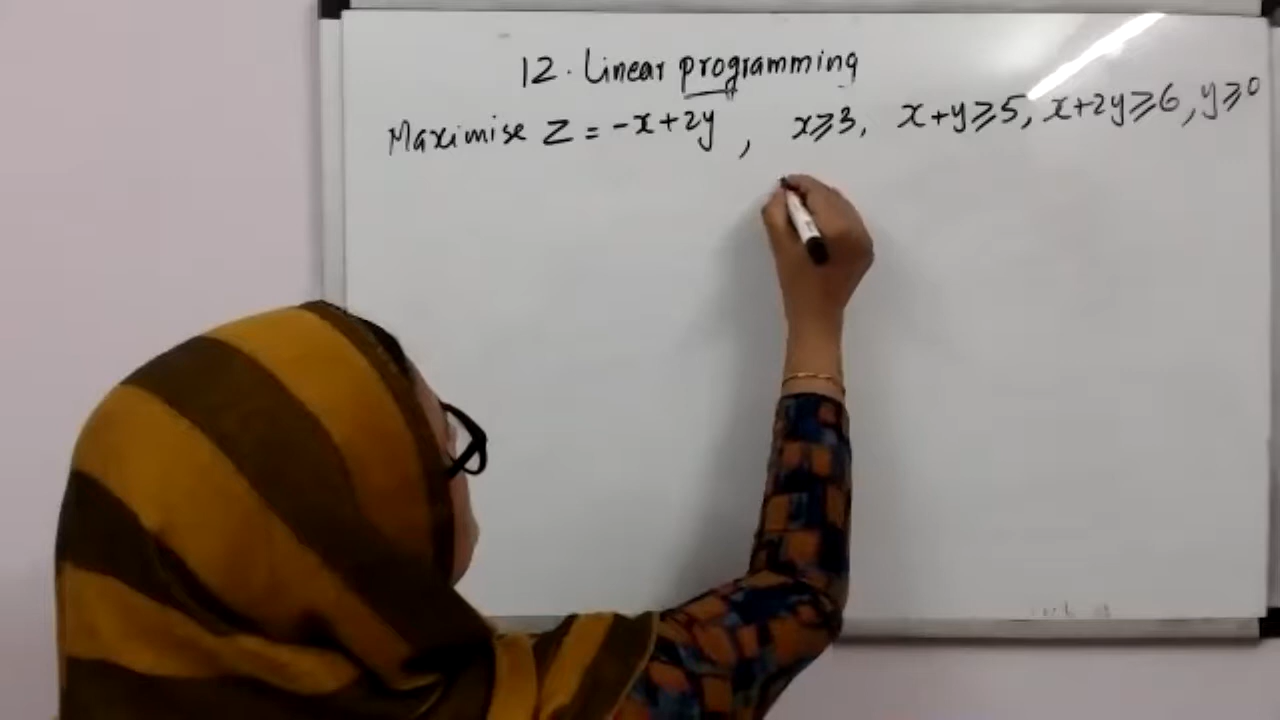 12. Linear programming
Maximise Z = -x+2y , x≥3, x+y≥5, x+2y≥6, y≥0